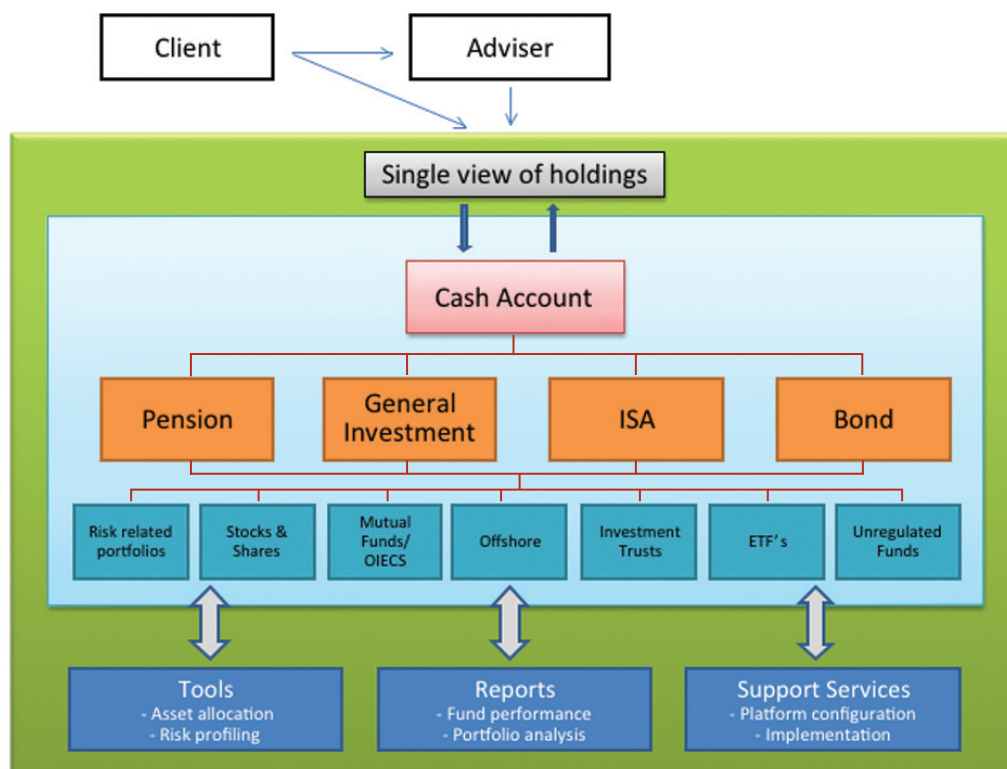 Client
Adviser
Single view of holdings
Cash Account
Pension
General
Investment
ISA
Bond
Risk related
portfolios
Stocks &
Shares
Mutual
Funds/
OIECS
Offshore
Investment
Trusts
ETF's
Unregulated
Funds
Tools
- Asset allocation
- Risk profiling
Reports
- Fund performance
- Portfolio analysis
Support Services
- Platform configuration
- Implementation